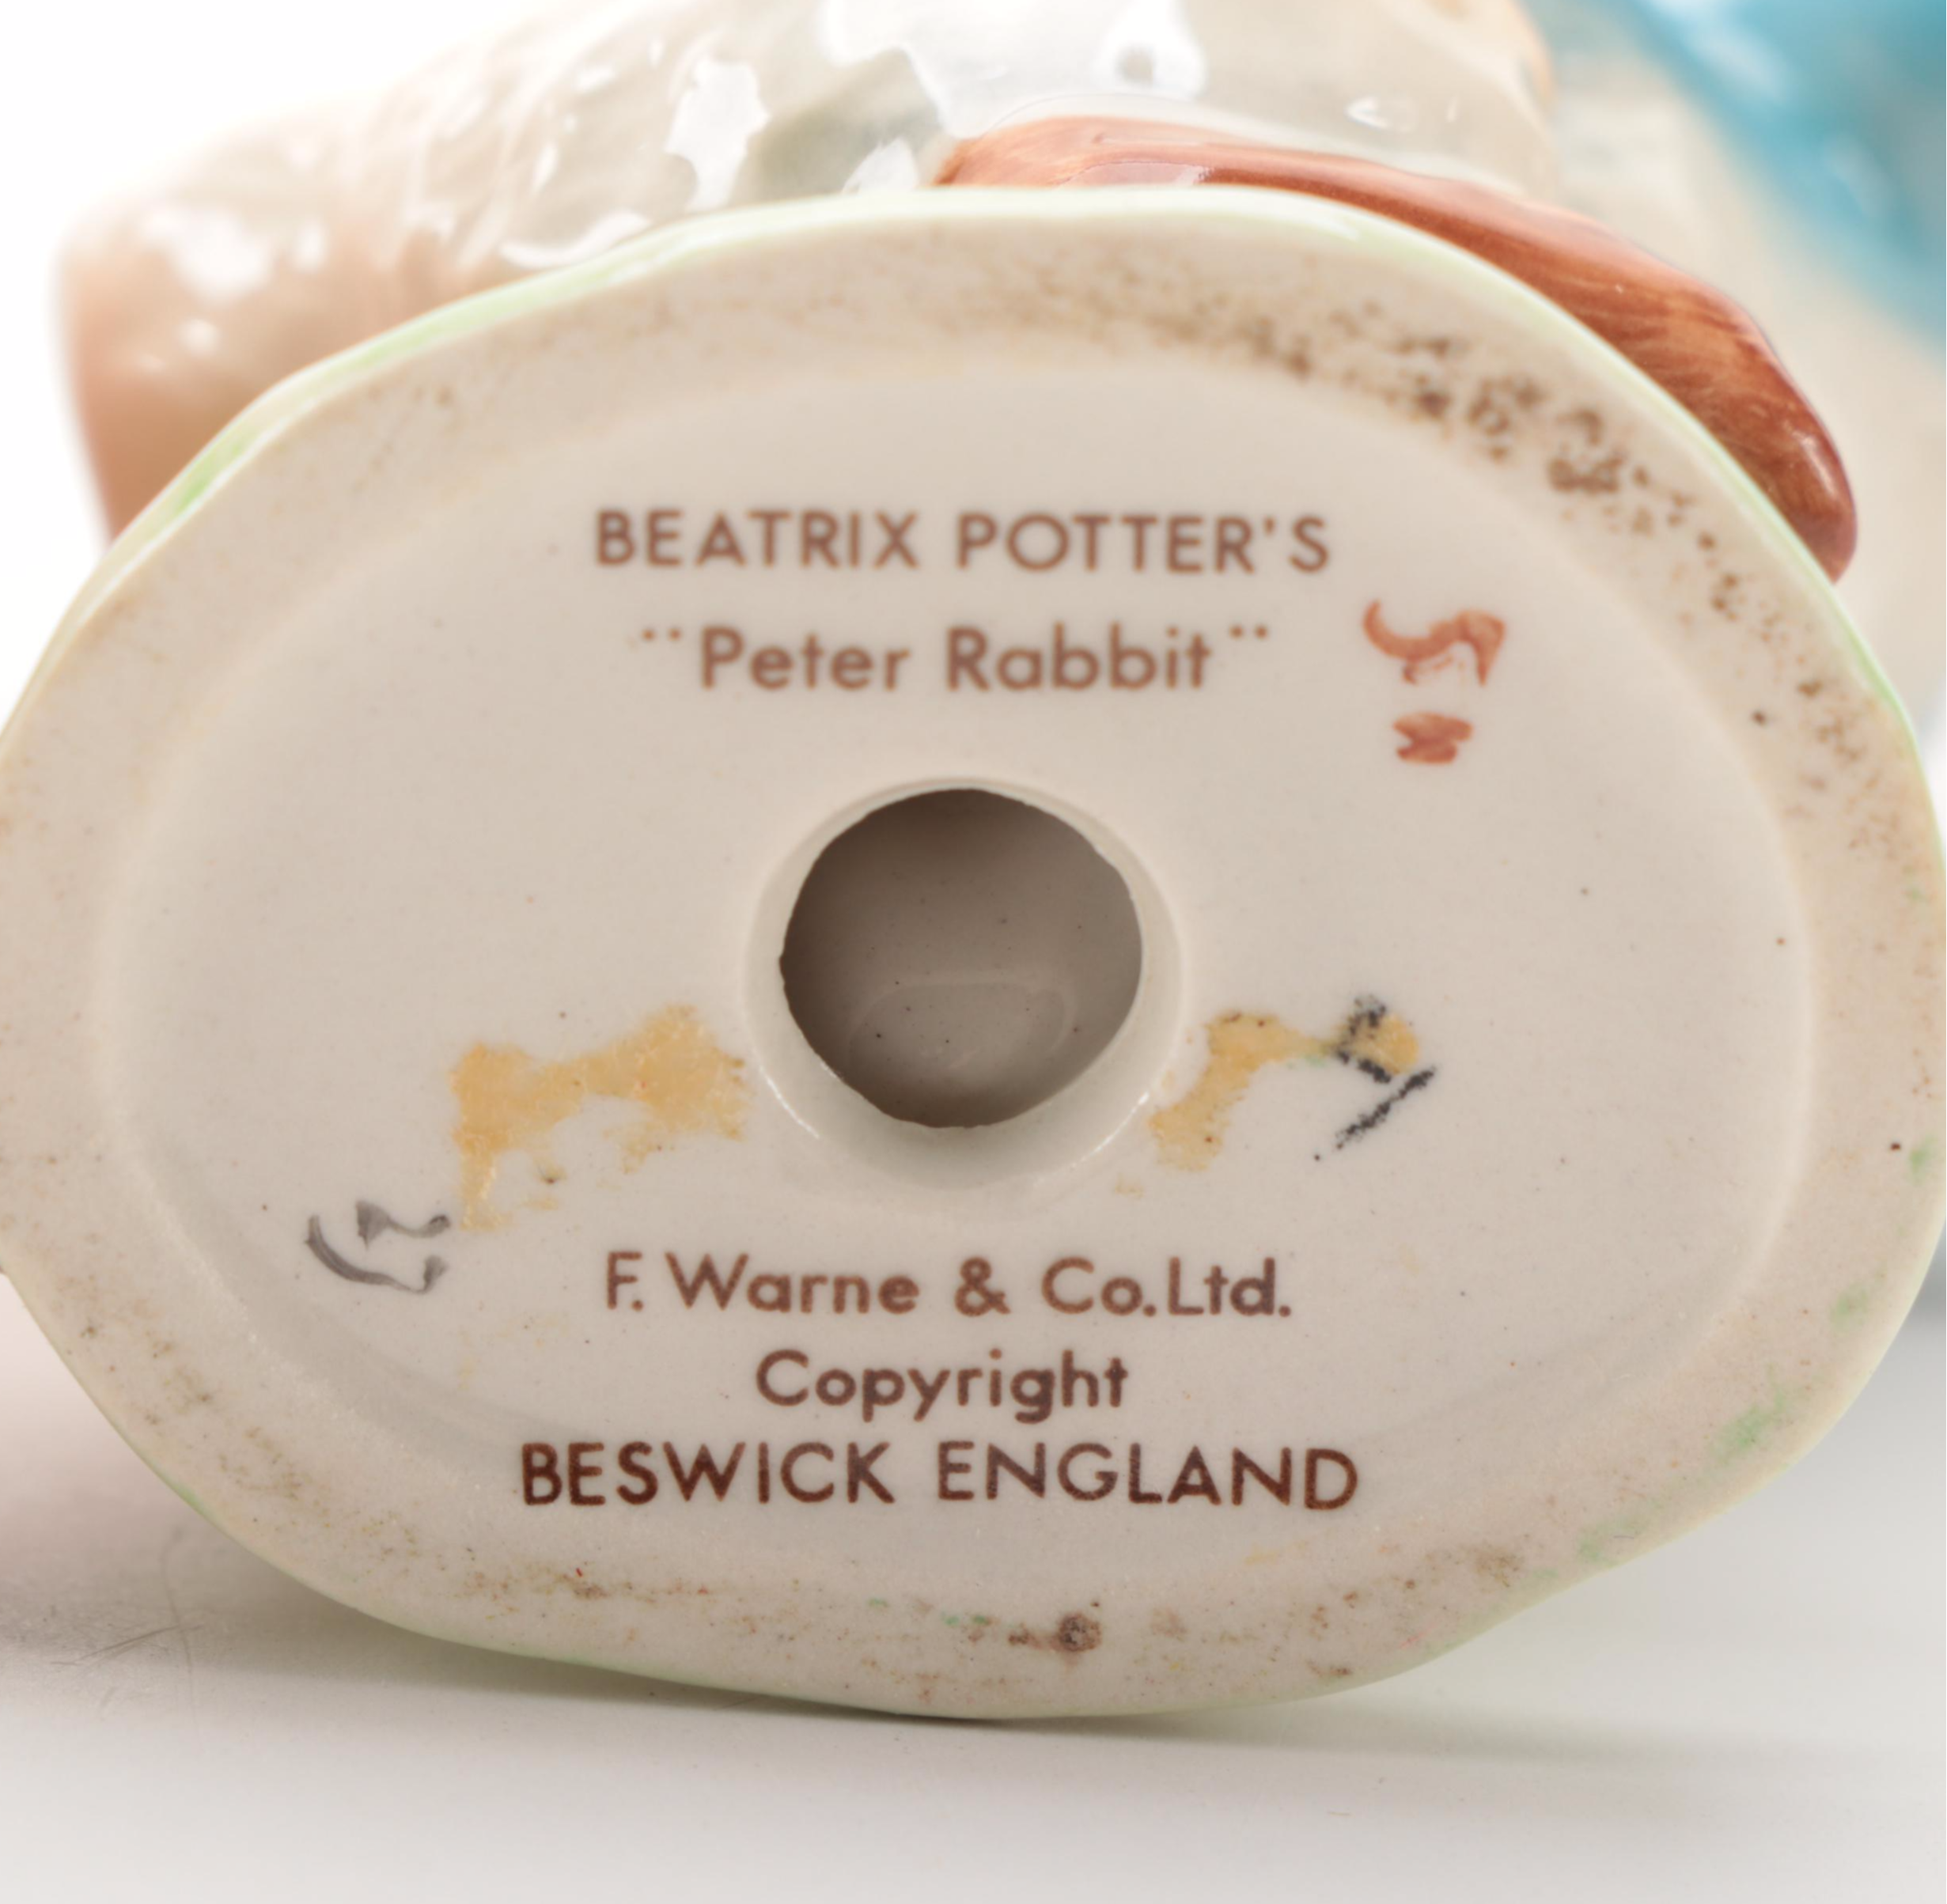 BEATRIX POTTER'S
¨Peter Rabbit¨
F. Warne & Co. Ltd.
Copyright
BESWICK ENGLAND